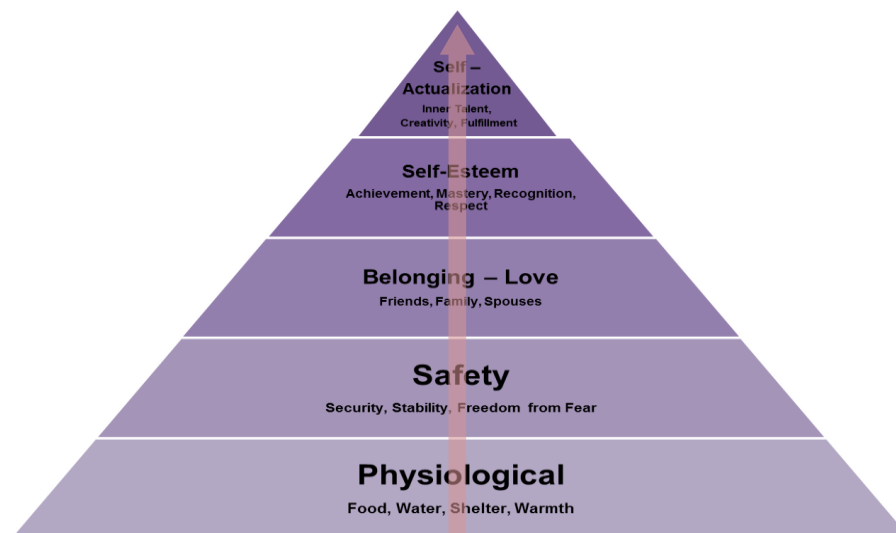 Self –
Actualization
Inner Talent,
Creativity, Fulfillment
Self-Esteem
Achievement, Mastery, Recognition,
Respect
Belonging – Love
Friends, Family, Spouses
Safety
Security, Stability, Freedom from Fear
Physiological
Food, Water, Shelter, Warmth